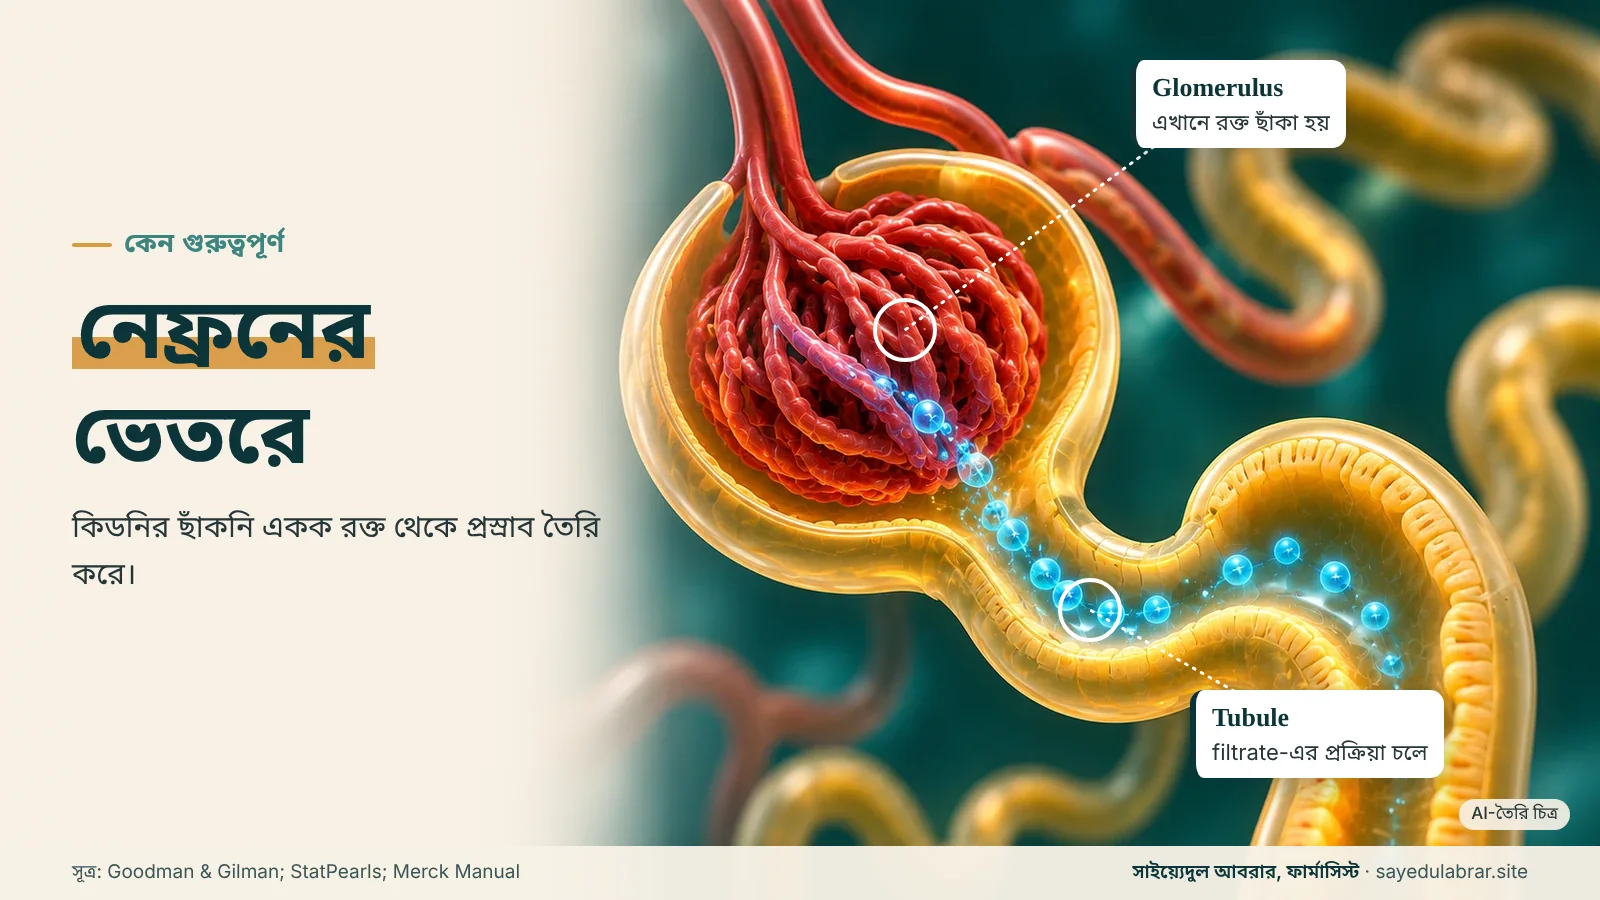 কেন গুরুত্বপূর্ণ
নেফ্রনের
ভেতরে
কিডনির ছাঁকনি একক রক্ত থেকে প্রস্রাব তৈরি
করে।
Glomerulus
এখানে রক্ত ছাঁকা হয়
Tubule
filtrate-এর প্রক্রিয়া চলে
AI-তৈরি চিত্র
সূত্র: Goodman & Gilman; StatPearls; Merck Manual
সাইয়্যেদুল আবরার, ফার্মাসিস্ট · sayedulabrar.site